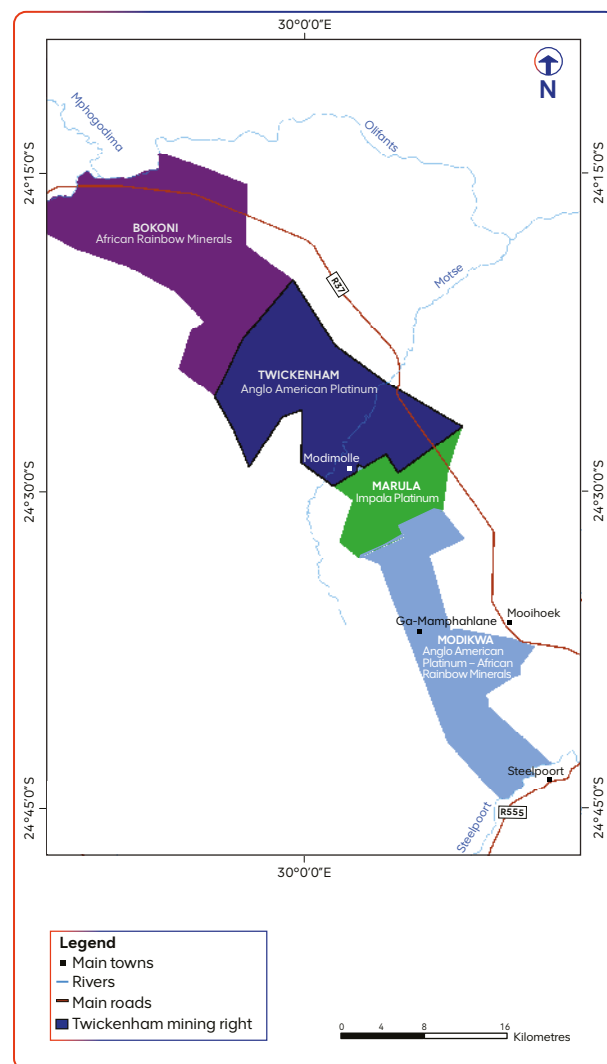 30°0'0"E
N
Mphogodima
Olifants
24°15'0"S
24°15'0"S
BOKONI
African Rainbow Minerals
Motse
R37
TWICKENHAM
Anglo American Platinum
Modimolle
MARULA
Impala Platinum
24°30'0"S
24°30'0"S
Ga-Mamphahlane
Mooihoek
MODIKWA
Anglo American
Platinum – African
Rainbow Minerals
Steelpoort
24°45'0"S
24°45'0"S
R555
Steelpoort
30°0'0"E
Legend
Main towns
Rivers
Main roads
Twickenham mining right
0 4 8 16
Kilometres